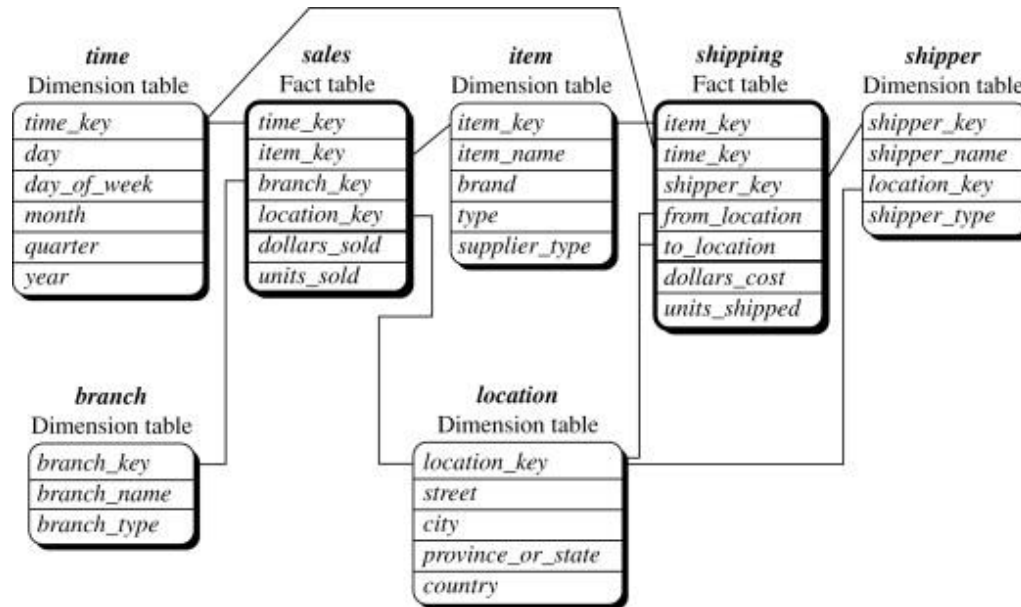 time
Dimension table
time_key
day
day_of_week
month
quarter
year
sales
Fact table
time_key
item_key
branch_key
location_key
dollars_sold
units_sold
item
Dimension table
item_key
item_name
brand
type
supplier_type
shipping
Fact table
item_key
time_key
shipper_key
from_location
to_location
dollars_cost
units_shipped
shipper
Dimension table
shipper_key
shipper_name
location_key
shipper_type
branch
Dimension table
branch_key
branch_name
branch_type
location
Dimension table
location_key
street
city
province_or_state
country